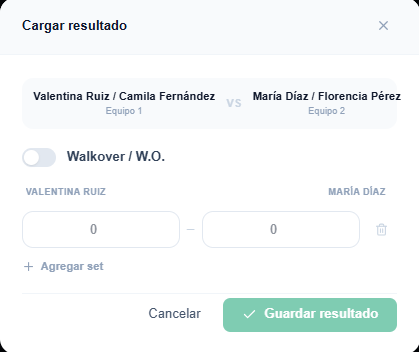 Cargar resultado
Valentina Ruiz / Camila Fernández VS María Díaz / Florencia Pérez
Equipo 1 Equipo 2
Walkover / W.O.
VALENTINA RUIZ MARÍA DÍAZ
0 – 0
+ Agregar set
Cancelar Guardar resultado